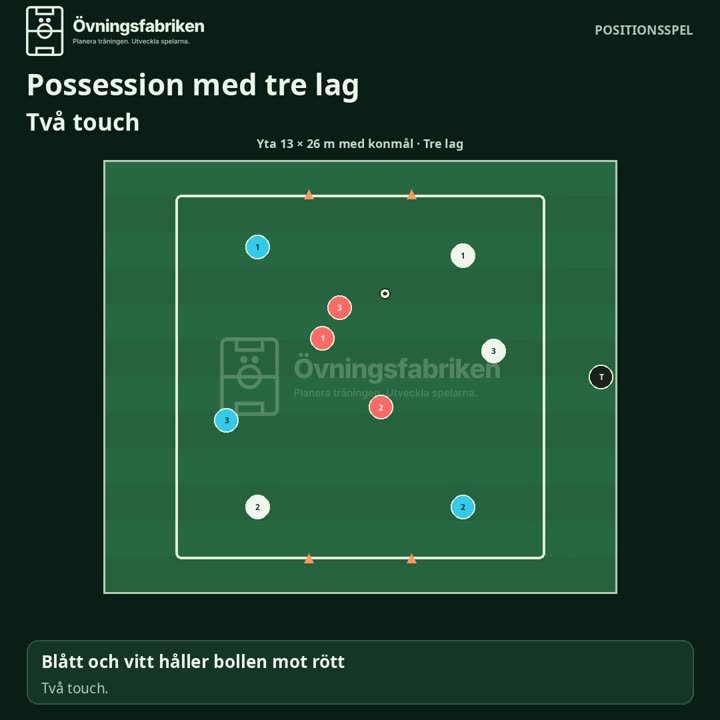 Övningsfabriken
Planera träningen. Utveckla spelarna.
POSITIONSSPEL
Possession med tre lag
Två touch
Yta 13 × 26 m med konmål · Tre lag
1
1
3
1
3
Övningsfabriken
Planera träningen. Utveckla spelarna.
T
2
3
2
2
Blått och vitt håller bollen mot rött
Två touch.